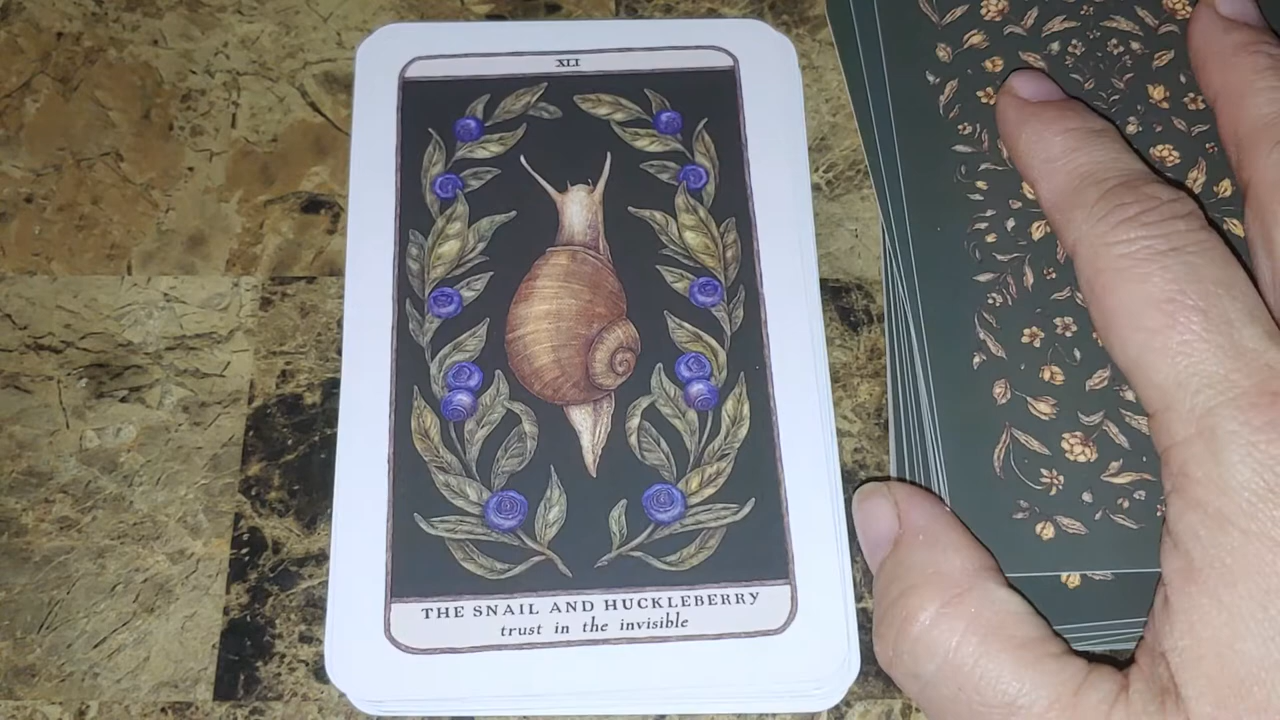 XLI
THE SNAIL AND HUCKLEBERRY
trust in the invisible